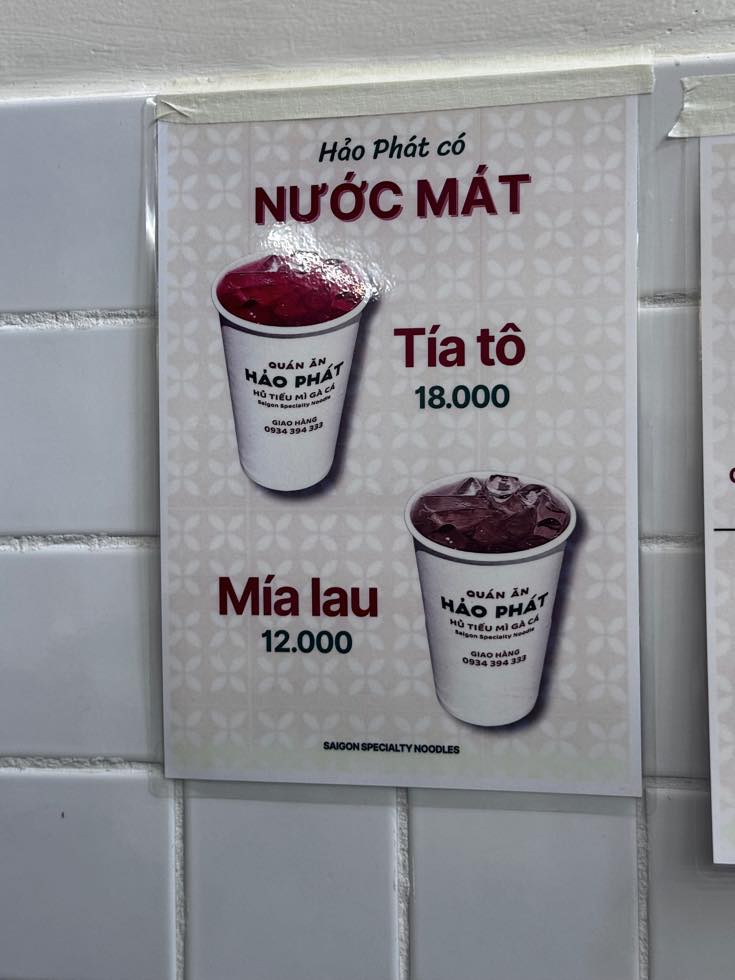 Hảo Phát có
NƯỚC MÁT
QUÁN ĂN
HẢO PHÁT
HỦ TIẾU MÌ GÀ CÁ
Saigon Specialty Noodle
GIAO HÀNG
0934 394 333
Tía tô
18.000
Mía lau
12.000
QUÁN ĂN
HẢO PHÁT
HỦ TIẾU MÌ GÀ CÁ
Saigon Specialty Noodle
GIAO HÀNG
0934 394 333
SAIGON SPECIALTY NOODLES